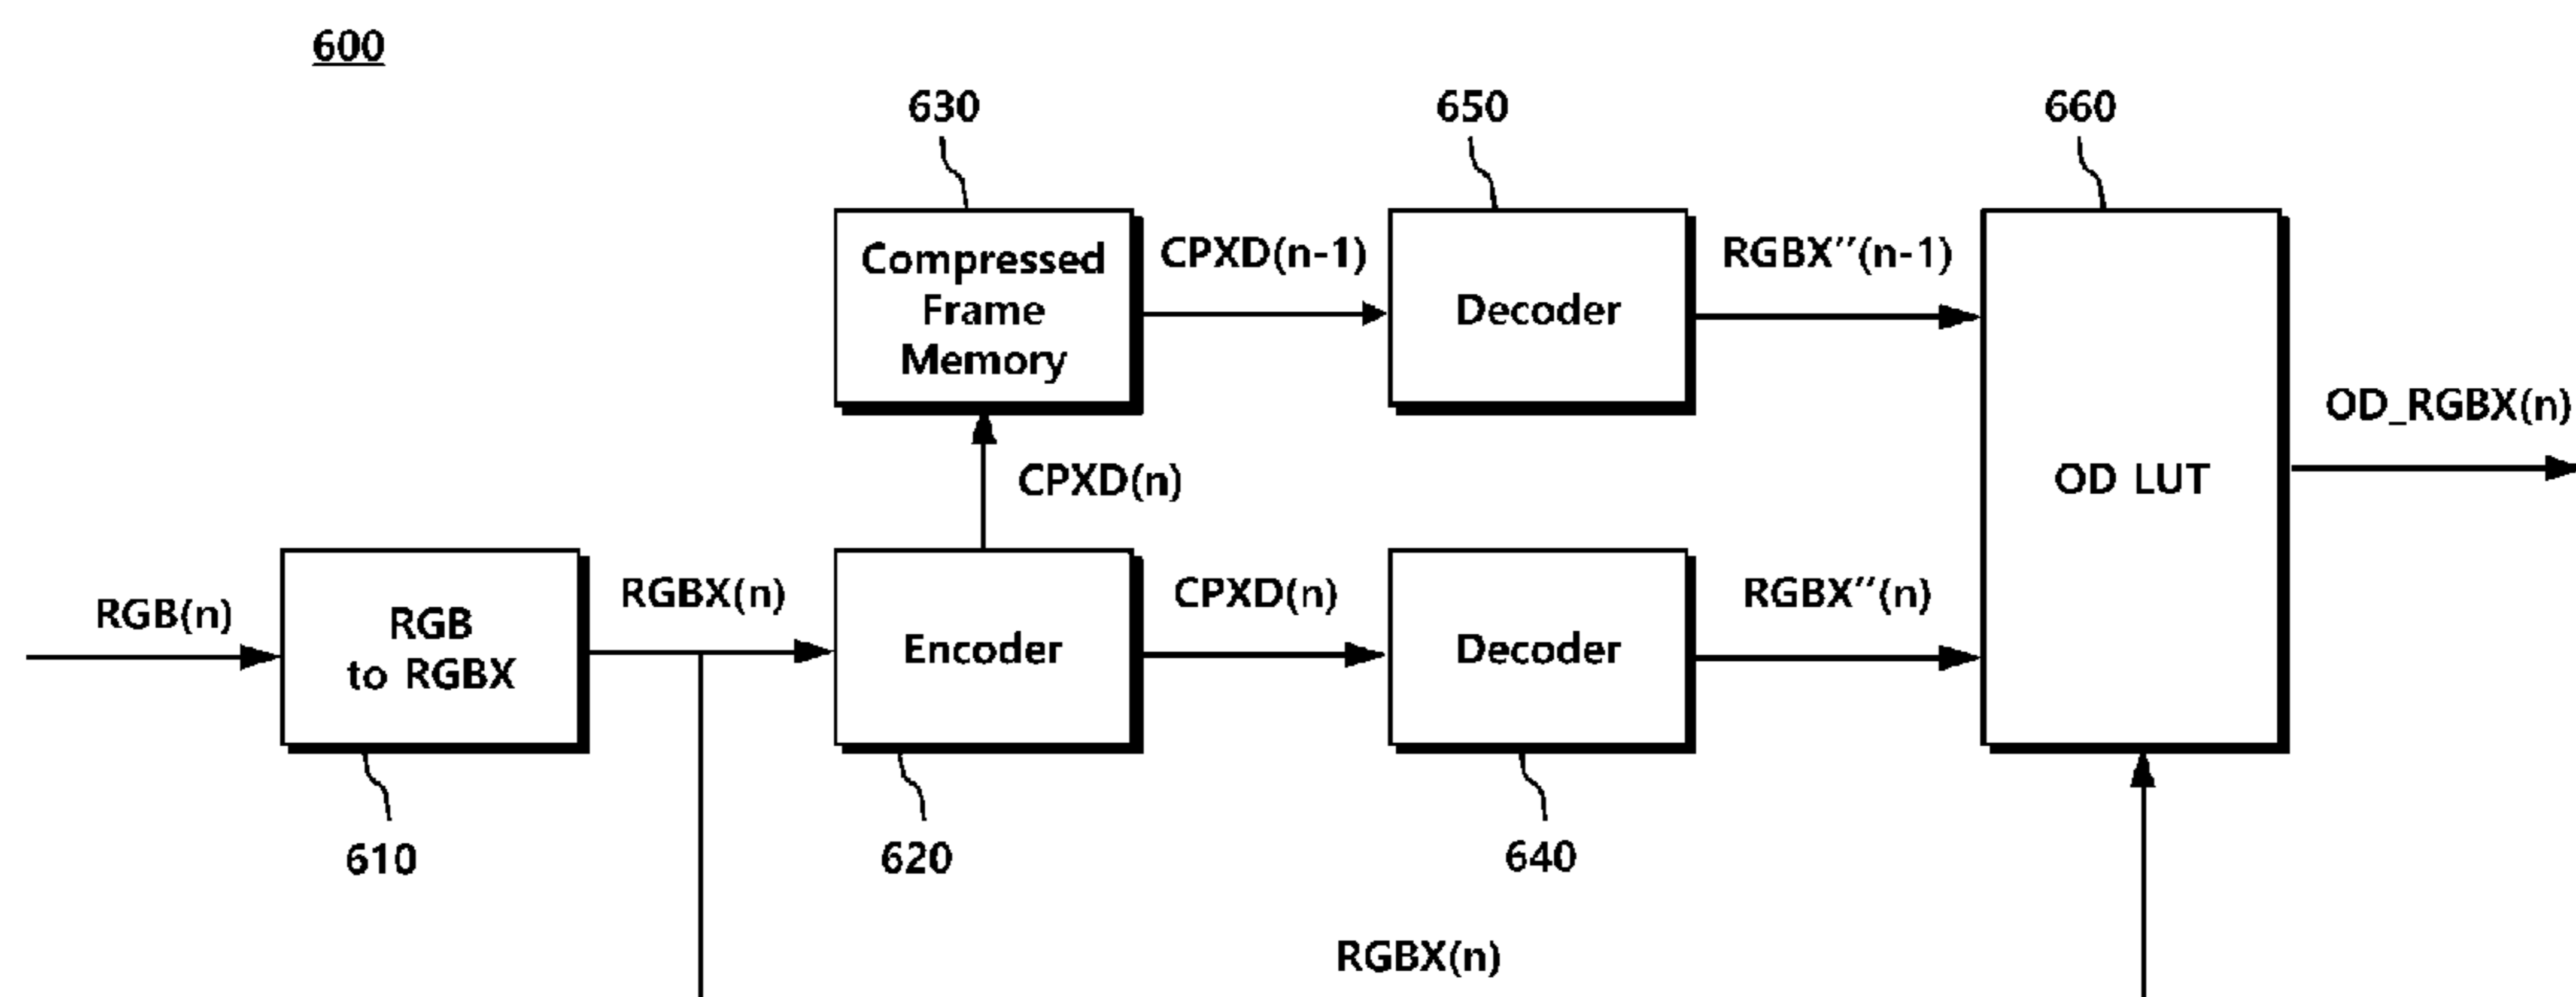 600
630
650
660
Compressed
Frame
Memory
CPXD(n-1)
Decoder
RGBX″(n-1)
OD LUT
OD_RGBX(n)
CPXD(n)
RGB(n)
RGB
to RGBX
RGBX(n)
Encoder
CPXD(n)
Decoder
RGBX″(n)
610
620
640
RGBX(n)